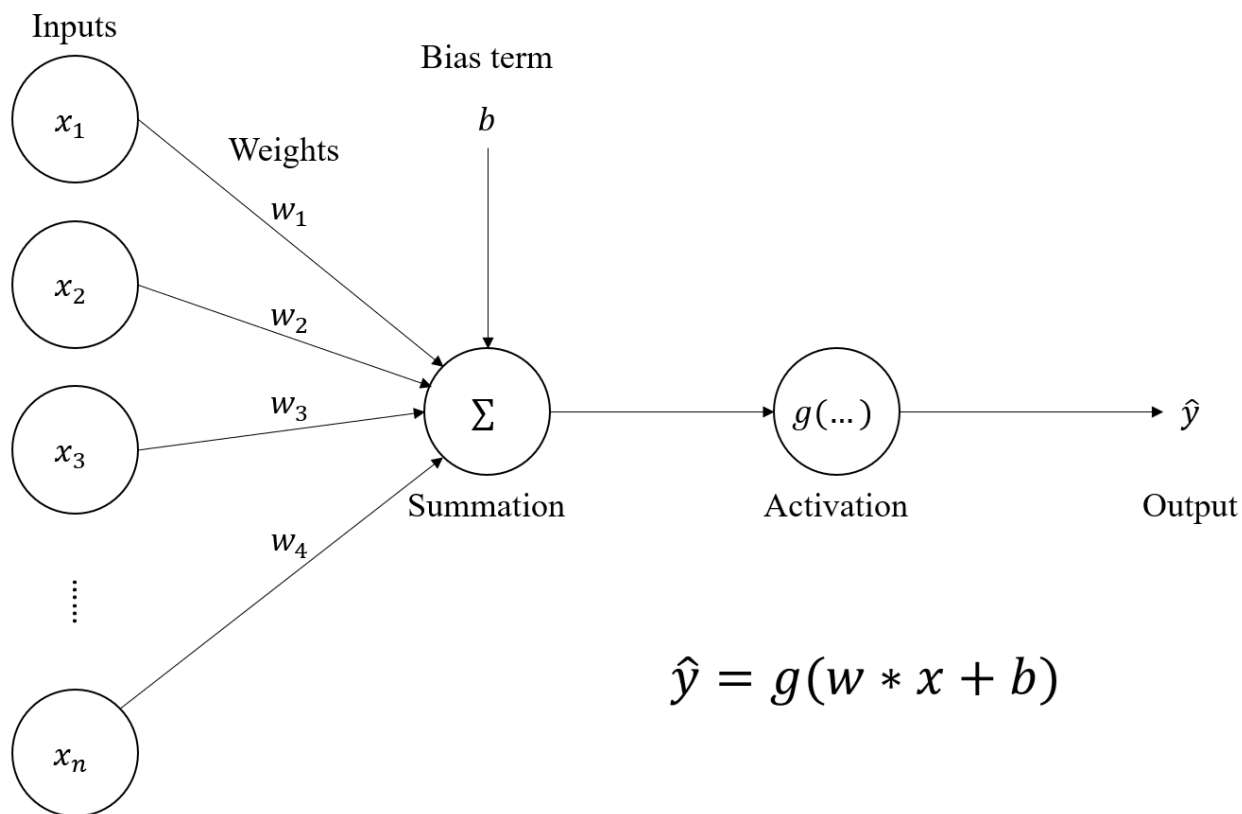 Inputs
Bias term
x₁
b
Weights
w₁
x₂
w₂
w₃
x₃
∑
g(…)
ŷ
Summation
Activation
Output
w₄
......
ŷ = g(w * x + b)
xₙ